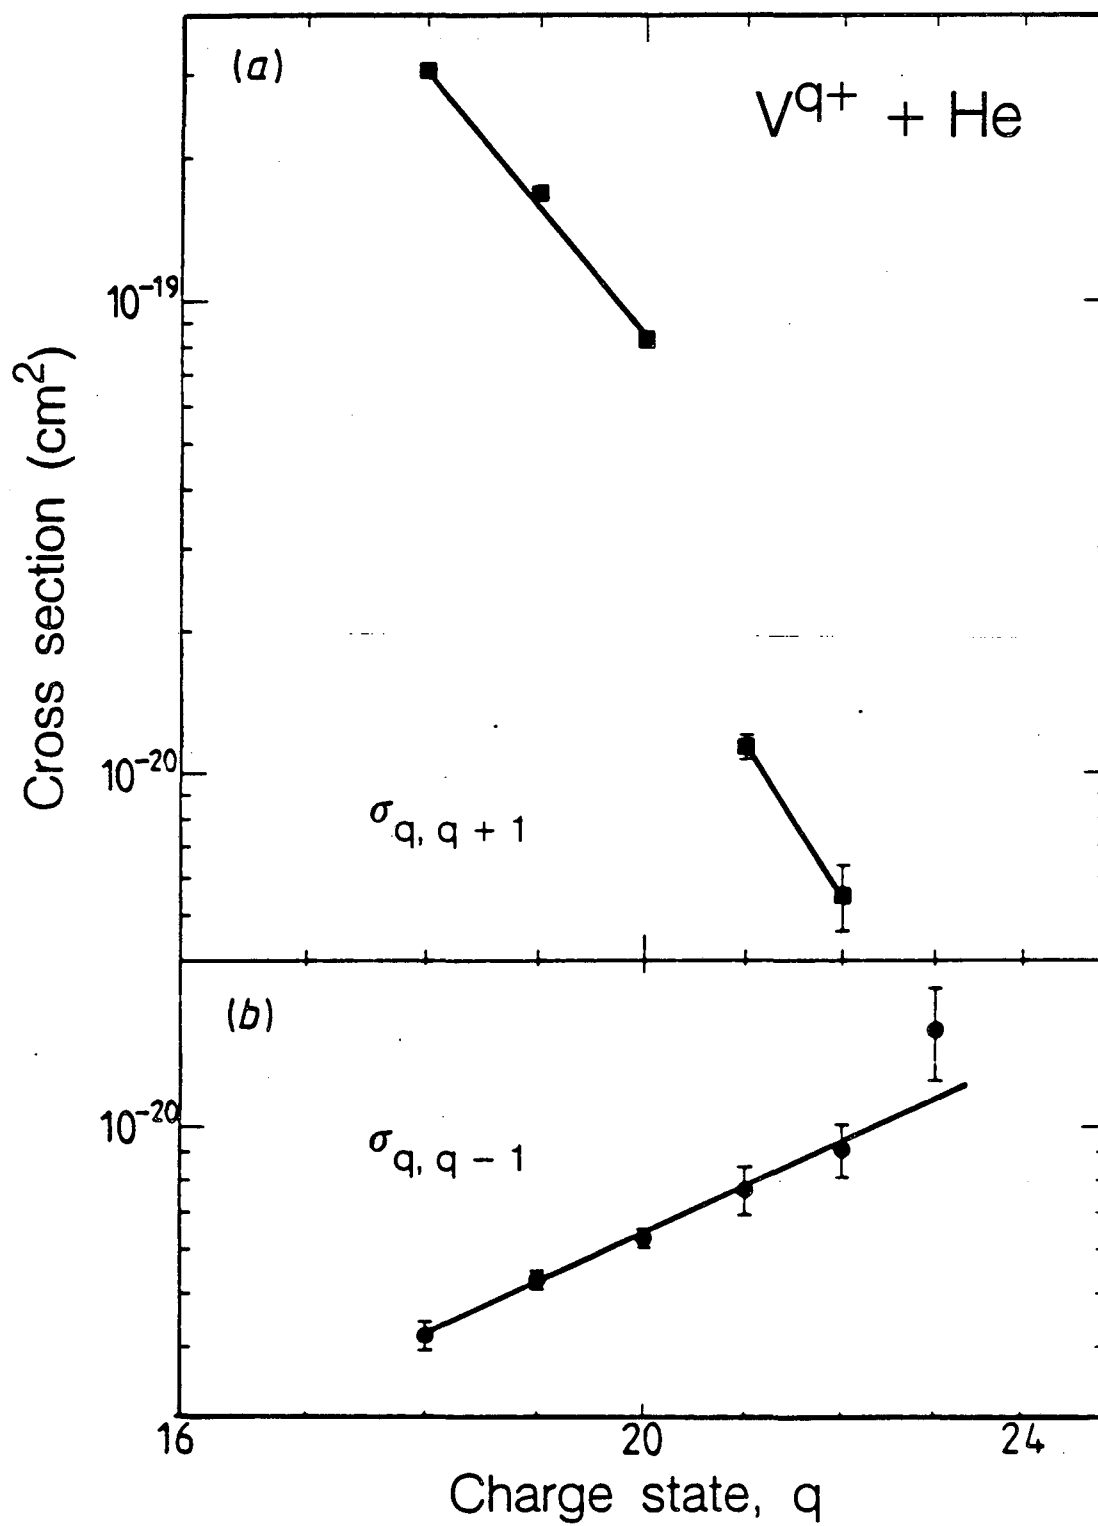 (a)
V^q+ + He
10^-19
10^-20
σ_q, q + 1
Cross section (cm^2)
(b)
10^-20
σ_q, q - 1
16 20 24
Charge state, q